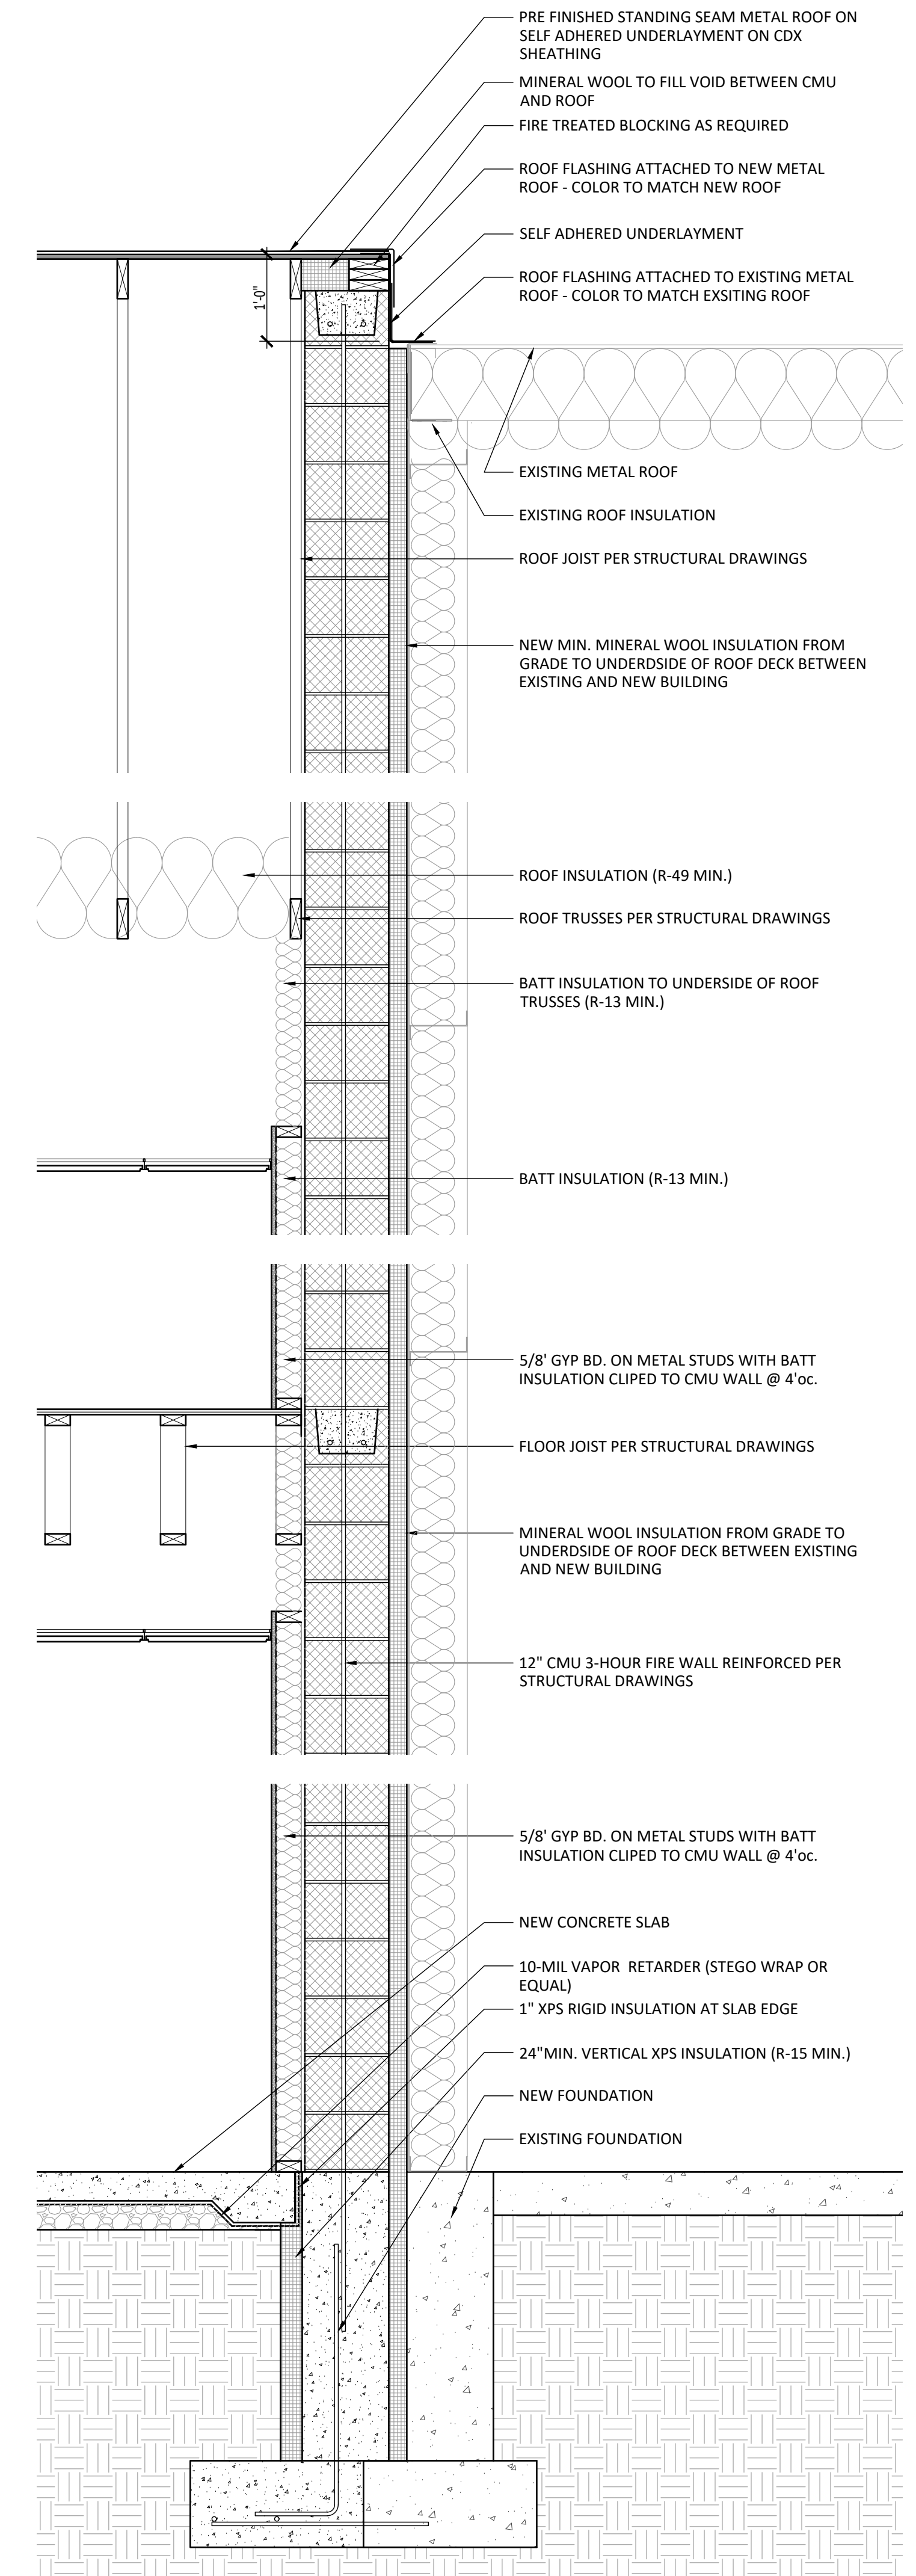 PRE FINISHED STANDING SEAM METAL ROOF ON
SELF ADHERED UNDERLAYMENT ON CDX
SHEATHING
MINERAL WOOL TO FILL VOID BETWEEN CMU
AND ROOF
FIRE TREATED BLOCKING AS REQUIRED
ROOF FLASHING ATTACHED TO NEW METAL
ROOF - COLOR TO MATCH NEW ROOF
SELF ADHERED UNDERLAYMENT
ROOF FLASHING ATTACHED TO EXISTING METAL
ROOF - COLOR TO MATCH EXSITING ROOF
1'-0"
EXISTING METAL ROOF
EXISTING ROOF INSULATION
ROOF JOIST PER STRUCTURAL DRAWINGS
NEW MIN. MINERAL WOOL INSULATION FROM
GRADE TO UNDERDSIDE OF ROOF DECK BETWEEN
EXISTING AND NEW BUILDING
ROOF INSULATION (R-49 MIN.)
ROOF TRUSSES PER STRUCTURAL DRAWINGS
BATT INSULATION TO UNDERSIDE OF ROOF
TRUSSES (R-13 MIN.)
BATT INSULATION (R-13 MIN.)
5/8' GYP BD. ON METAL STUDS WITH BATT
INSULATION CLIPED TO CMU WALL @ 4'oc.
FLOOR JOIST PER STRUCTURAL DRAWINGS
MINERAL WOOL INSULATION FROM GRADE TO
UNDERDSIDE OF ROOF DECK BETWEEN EXISTING
AND NEW BUILDING
12" CMU 3-HOUR FIRE WALL REINFORCED PER
STRUCTURAL DRAWINGS
5/8' GYP BD. ON METAL STUDS WITH BATT
INSULATION CLIPED TO CMU WALL @ 4'oc.
NEW CONCRETE SLAB
10-MIL VAPOR RETARDER (STEGO WRAP OR
EQUAL)
1" XPS RIGID INSULATION AT SLAB EDGE
24"MIN. VERTICAL XPS INSULATION (R-15 MIN.)
NEW FOUNDATION
EXISTING FOUNDATION